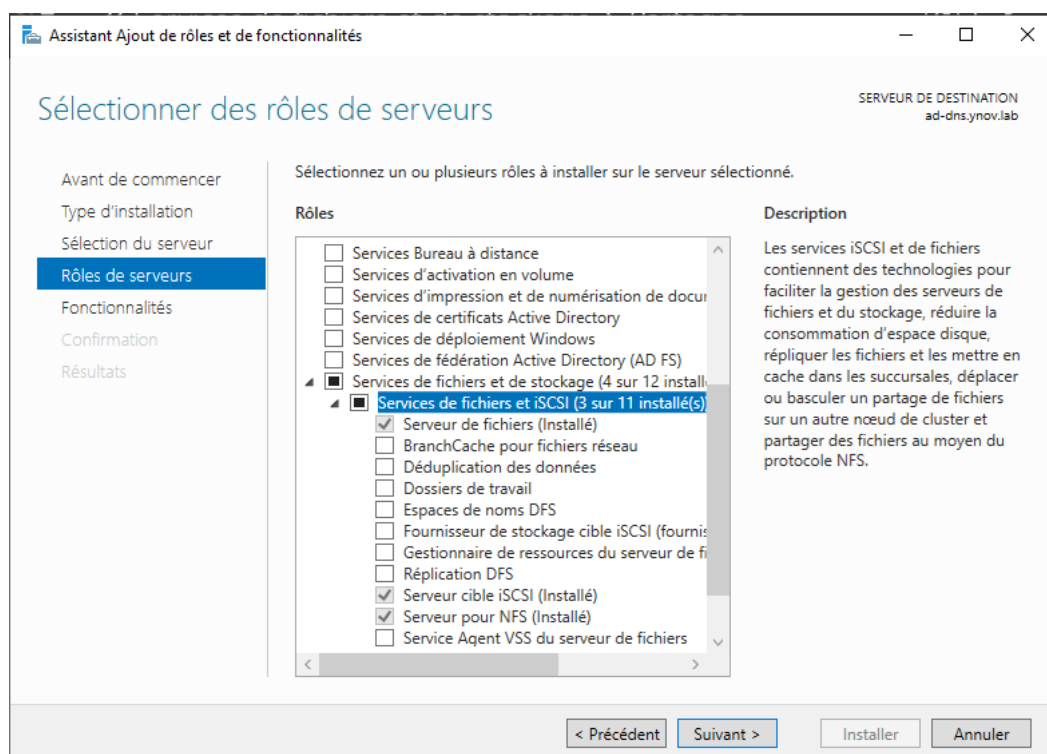 Assistant Ajout de rôles et de fonctionnalités
Sélectionner des rôles de serveurs
SERVEUR DE DESTINATION
ad-dns.ynov.lab
Avant de commencer
Type d'installation
Sélection du serveur
Rôles de serveurs
Fonctionnalités
Confirmation
Résultats
Sélectionnez un ou plusieurs rôles à installer sur le serveur sélectionné.
Rôles
Services Bureau à distance
Services d'activation en volume
Services d'impression et de numérisation de docur
Services de certificats Active Directory
Services de déploiement Windows
Services de fédération Active Directory (AD FS)
Services de fichiers et de stockage (4 sur 12 install
Services de fichiers et iSCSI (3 sur 11 installé(s))
Serveur de fichiers (Installé)
BranchCache pour fichiers réseau
Déduplication des données
Dossiers de travail
Espaces de noms DFS
Fournisseur de stockage cible iSCSI (fournis
Gestionnaire de ressources du serveur de fi
Réplication DFS
Serveur cible iSCSI (Installé)
Serveur pour NFS (Installé)
Service Agent VSS du serveur de fichiers
Description
Les services iSCSI et de fichiers
contiennent des technologies pour
faciliter la gestion des serveurs de
fichiers et du stockage, réduire la
consommation d'espace disque,
répliquer les fichiers et les mettre en
cache dans les succursales, déplacer
ou basculer un partage de fichiers
sur un autre nœud de cluster et
partager des fichiers au moyen du
protocole NFS.
< Précédent
Suivant >
Installer
Annuler